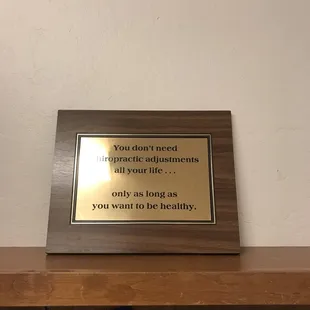 You don't need
chiropractic adjustments
all your life . . .
only as long as
you want to be healthy.